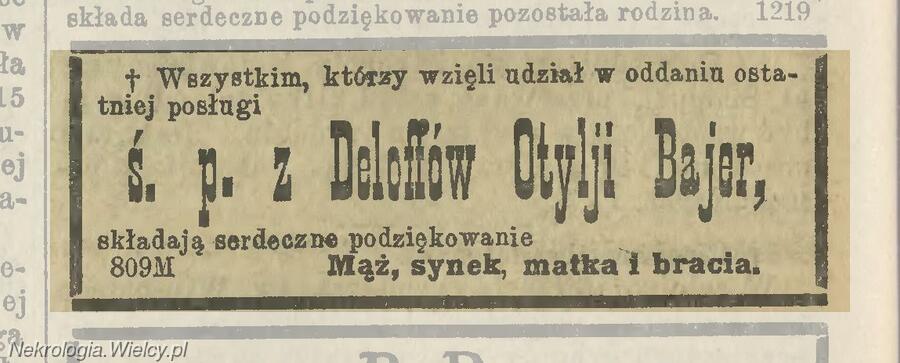 składa serdeczne podziękowanie pozostała rodzina. 1219
† Wszystkim, którzy wzięli udział w oddaniu osta-
tniej posługi
ś. p. z Deloffów Otylji Bajer,
składają serdeczne podziękowanie
809M Mąż, synek, matka i bracia.
Nekrologia.Wielcy.pl